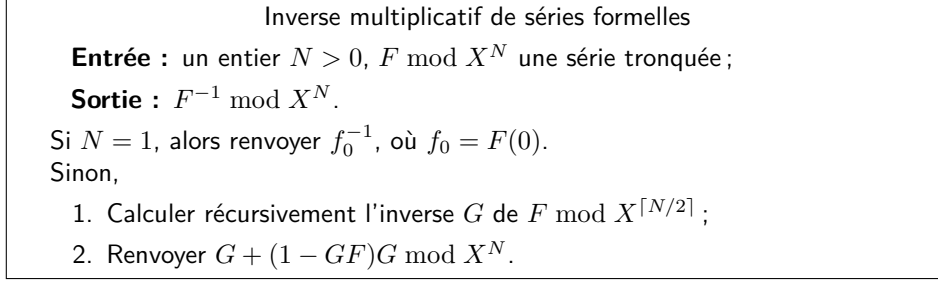 Inverse multiplicatif de séries formelles
Entrée : un entier N > 0, F mod X^N une série tronquée ;
Sortie : F^{-1} mod X^N.
Si N = 1, alors renvoyer f_0^{-1}, où f_0 = F(0).
Sinon,
1. Calculer récursivement l'inverse G de F mod X^{⌈N/2⌉} ;
2. Renvoyer G + (1 − GF)G mod X^N.